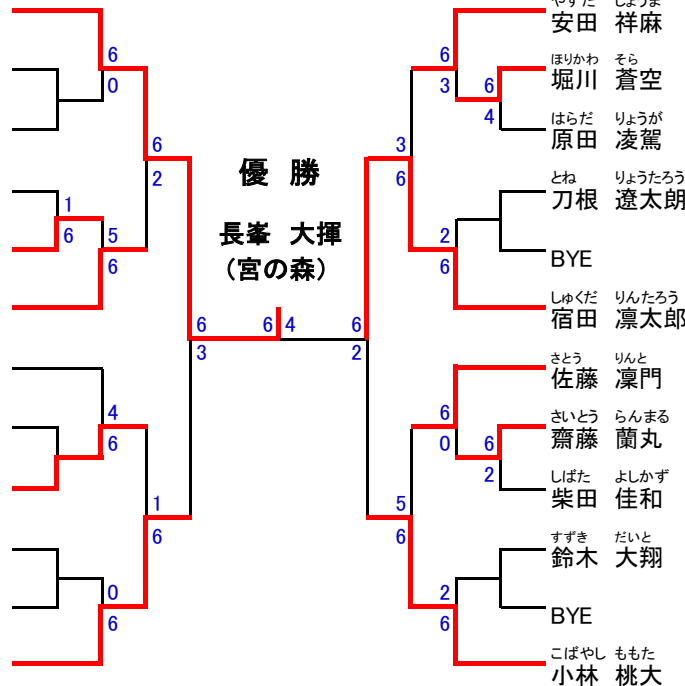 6
0
6
2
1
6
5
6
6
3
4
6
1
6
0
6
優 勝
長峯 大揮
(宮の森)
6
4
6
2
3
6
6
3
6
4
2
6
6
0
6
2
5
6
2
6
やすだ しょうま
安田 祥麻
ほりかわ そら
堀川 蒼空
はらだ りょうが
原田 凌駕
とね りょうたろう
刀根 遼太朗
BYE
しゅくだ りんたろう
宿田 凛太郎
さとう りんと
佐藤 凜門
さいとう らんまる
齋藤 蘭丸
しばた よしかず
柴田 佳和
すずき だいと
鈴木 大翔
BYE
こばやし ももた
小林 桃大